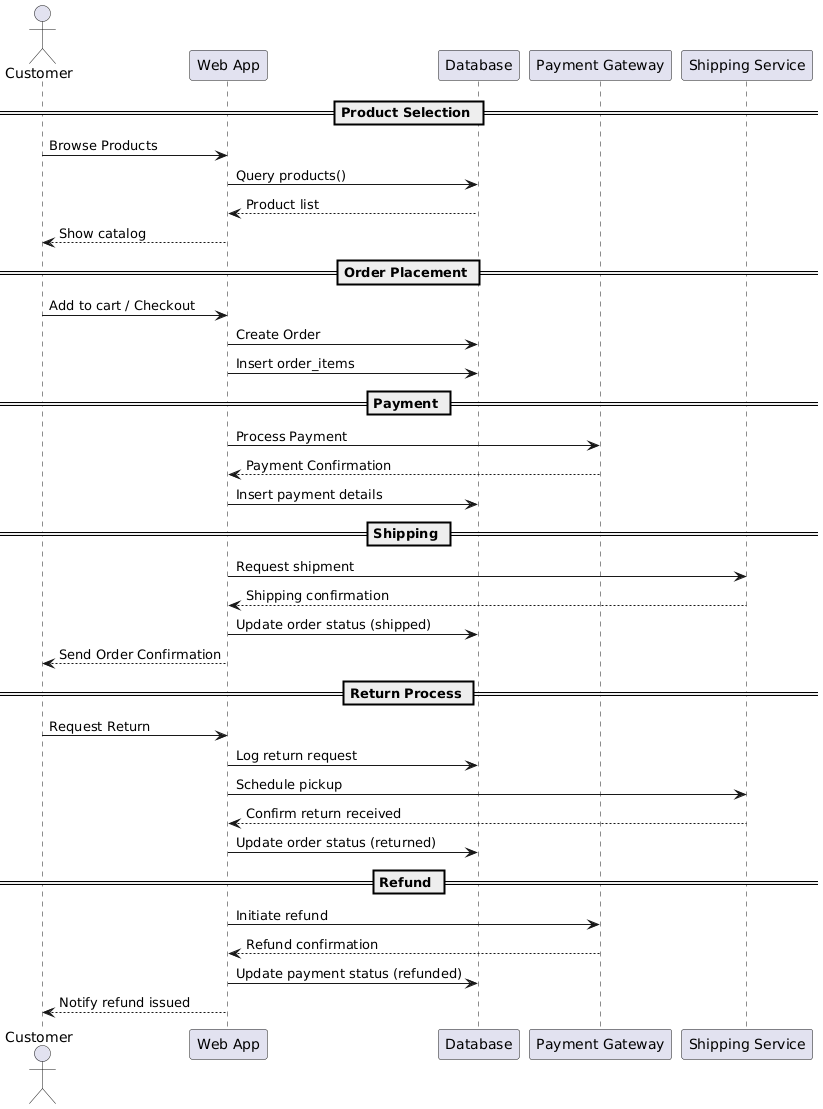 Customer
Web App
Database
Payment Gateway
Shipping Service
Product Selection
Browse Products
Query products()
Product list
Show catalog
Order Placement
Add to cart / Checkout
Create Order
Insert order_items
Payment
Process Payment
Payment Confirmation
Insert payment details
Shipping
Request shipment
Shipping confirmation
Update order status (shipped)
Send Order Confirmation
Return Process
Request Return
Log return request
Schedule pickup
Confirm return received
Update order status (returned)
Refund
Initiate refund
Refund confirmation
Update payment status (refunded)
Notify refund issued
Customer
Web App
Database
Payment Gateway
Shipping Service